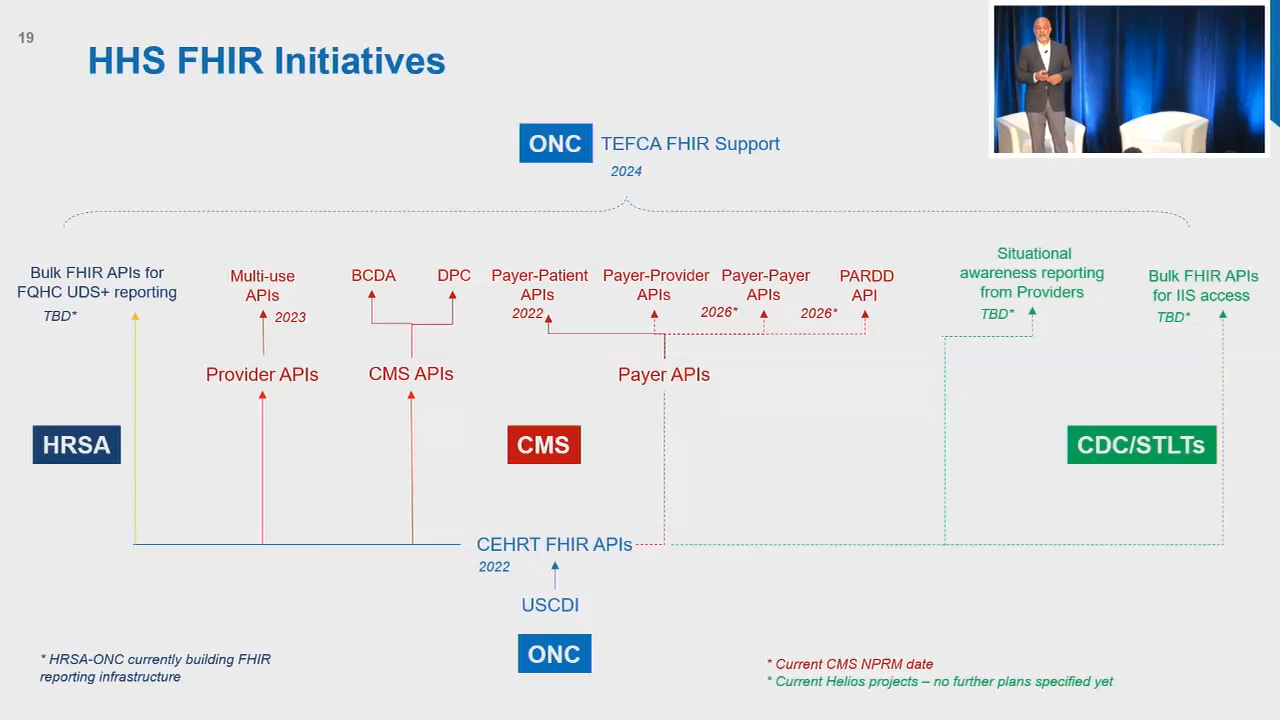 19
HHS FHIR Initiatives
ONC
TEFCA FHIR Support
2024
Bulk FHIR APIs for
FQHC UDS+ reporting
TBD*
Multi-use
APIs
2023
BCDA
DPC
Payer-Patient
APIs
2022
Payer-Provider
APIs
2026*
Payer-Payer
APIs
2026*
PARDD
API
Situational
awareness reporting
from Providers
TBD*
Bulk FHIR APIs
for IIS access
TBD*
Provider APIs
CMS APIs
Payer APIs
HRSA
CMS
CDC/STLTs
CEHRT FHIR APIs
2022
USCDI
ONC
* HRSA-ONC currently building FHIR
reporting infrastructure
* Current CMS NPRM date
* Current Helios projects – no further plans specified yet